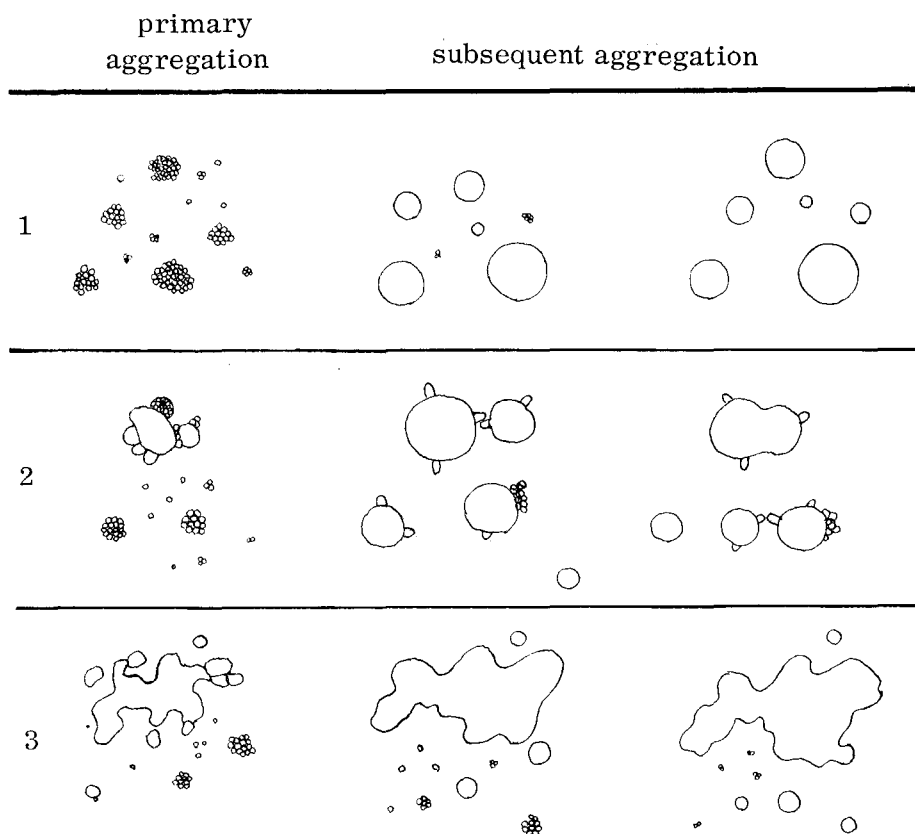 primary
aggregation
subsequent aggregation
1
2
3